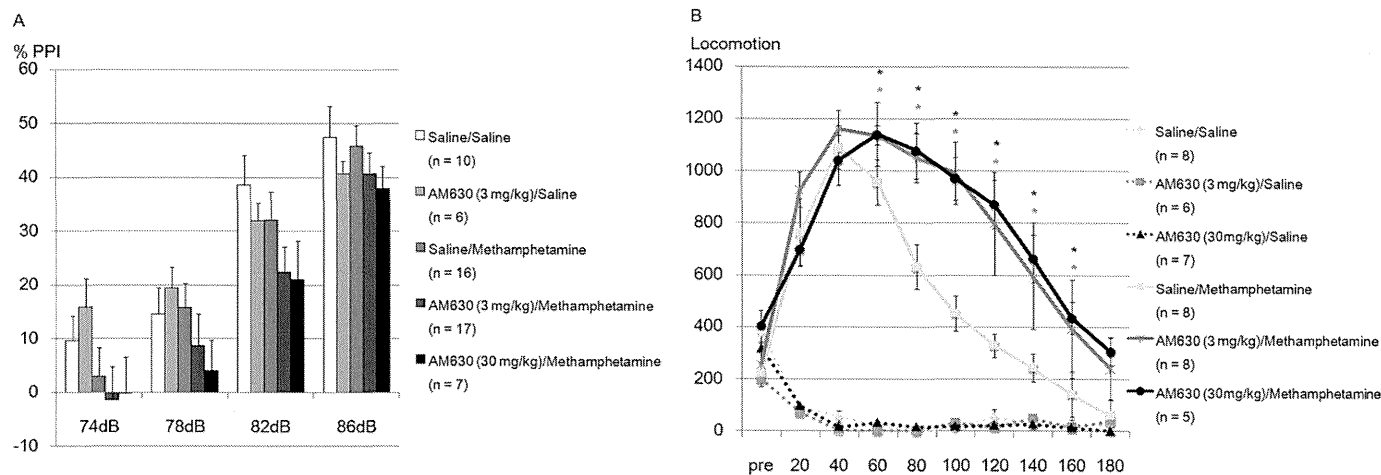 A
% PPI
60
50
40
30
20
10
0
-10
74dB
78dB
82dB
86dB
Saline/Saline
(n = 10)
AM630 (3 mg/kg)/Saline
(n = 6)
Saline/Methamphetamine
(n = 16)
AM630 (3 mg/kg)/Methamphetamine
(n = 17)
AM630 (30 mg/kg)/Methamphetamine
(n = 7)
B
Locomotion
1400
1200
1000
800
600
400
200
0
pre
20
40
60
80
100
120
140
160
180
* * * * * *
* * * * * *
Saline/Saline
(n = 8)
AM630 (3 mg/kg)/Saline
(n = 6)
AM630 (30mg/kg)/Saline
(n = 7)
Saline/Methamphetamine
(n = 8)
AM630 (3 mg/kg)/Methamphetamine
(n = 8)
AM630 (30mg/kg)/Methamphetamine
(n = 5)